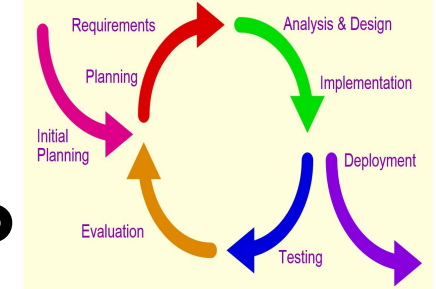 Requirements
Analysis & Design
Planning
Implementation
Initial
Planning
Deployment
Evaluation
Testing